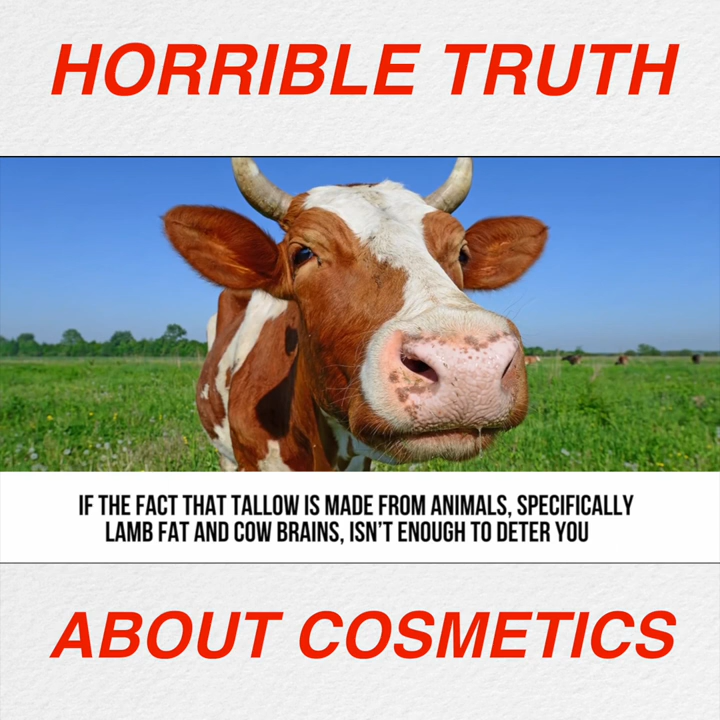 HORRIBLE TRUTH
IF THE FACT THAT TALLOW IS MADE FROM ANIMALS, SPECIFICALLY
LAMB FAT AND COW BRAINS, ISN'T ENOUGH TO DETER YOU
ABOUT COSMETICS